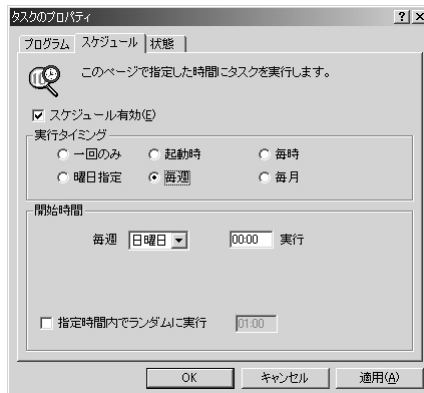 タスクのプロパティ
プログラム スケジュール 状態
このページで指定した時間にタスクを実行します。
スケジュール有効(E)
実行タイミング
一回のみ 起動時 毎時
曜日指定 毎週 毎月
開始時間
毎週 日曜日 00:00 実行
指定時間内でランダムに実行 01:00
OK キャンセル 適用(A)